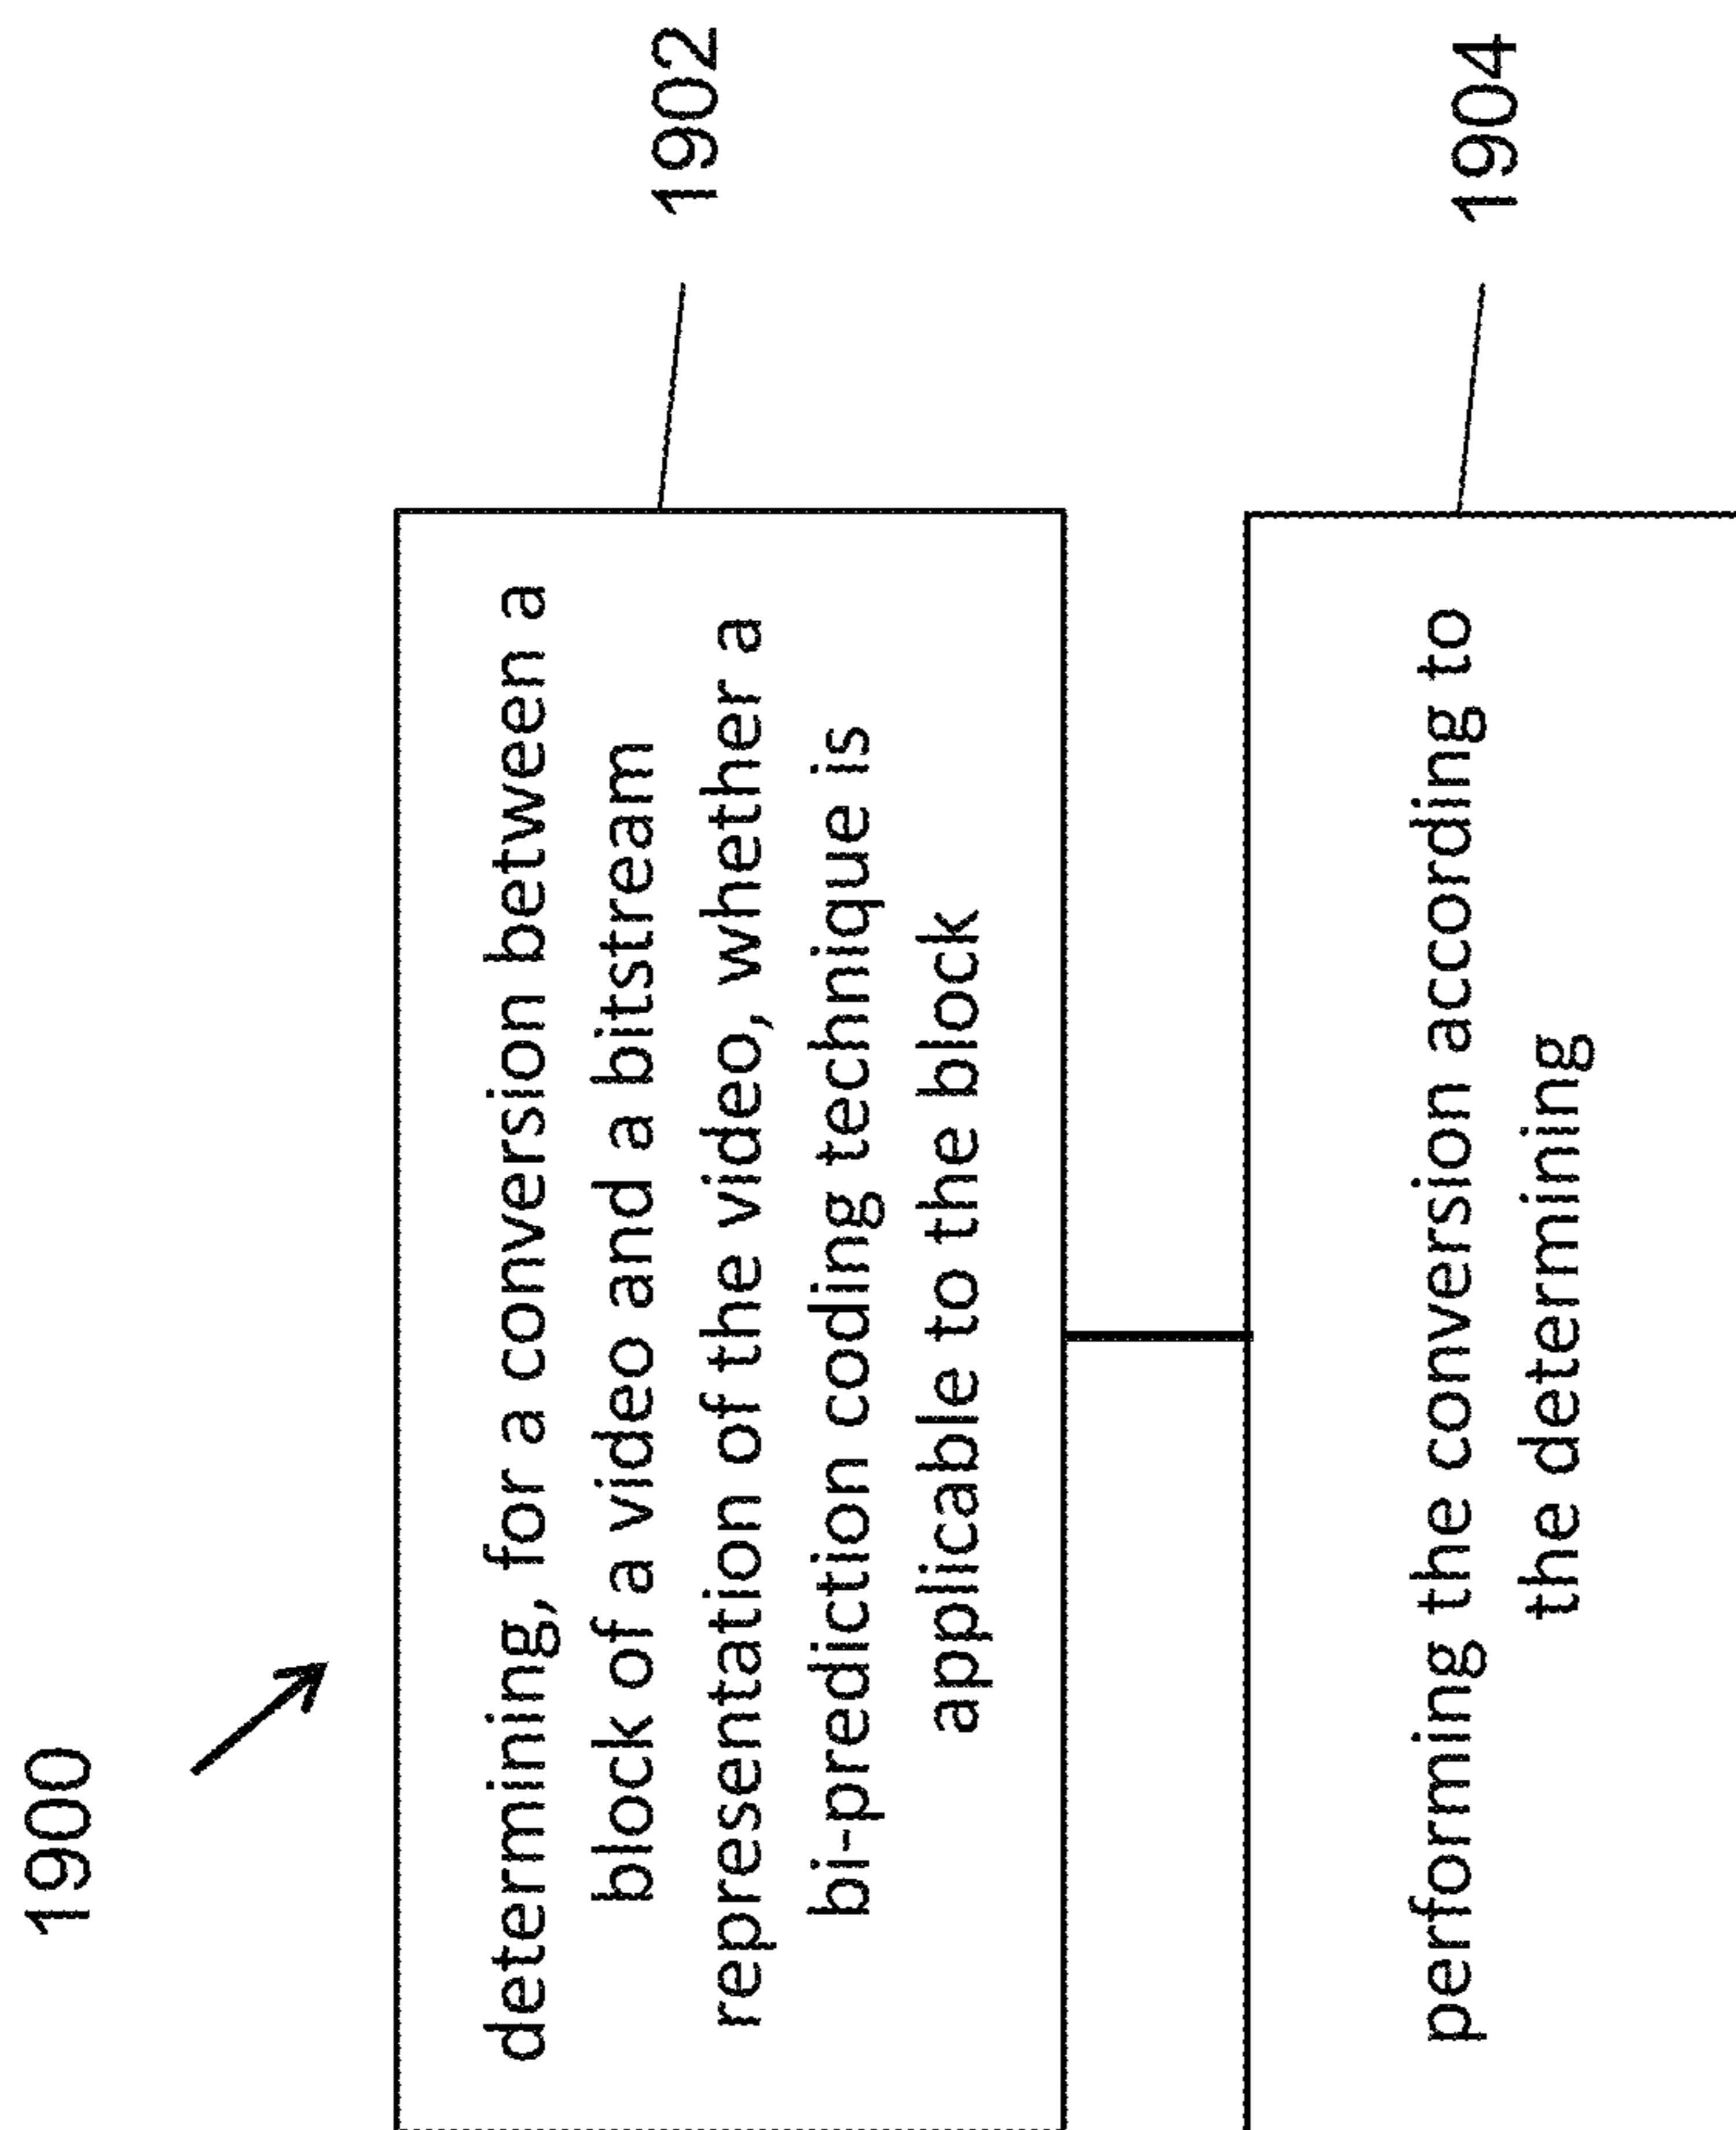 1900
determining, for a conversion between a
block of a video and a bitstream
representation of the video, whether a
bi-prediction coding technique is
applicable to the block
1902
performing the conversion according to
the determining
1904